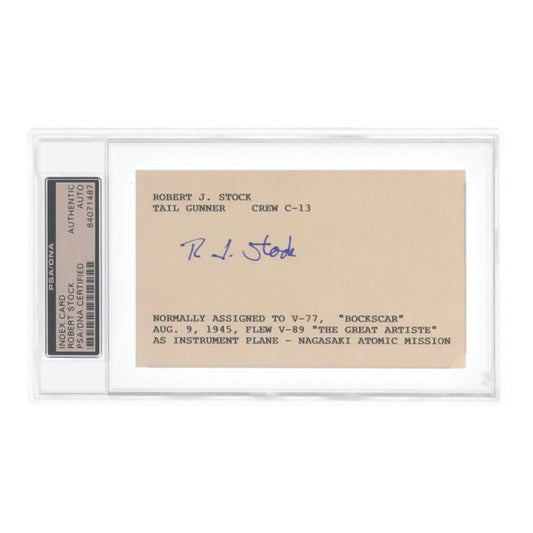 PSA/DNA
INDEX CARD
ROBERT STOCK
PSA/DNA CERTIFIED
AUTHENTIC
AUTO
84071487
ROBERT J. STOCK
TAIL GUNNER CREW C-13
R J. Stock
NORMALLY ASSIGNED TO V-77, "BOCKSCAR"
AUG. 9, 1945, FLEW V-89 "THE GREAT ARTISTE"
AS INSTRUMENT PLANE - NAGASAKI ATOMIC MISSION